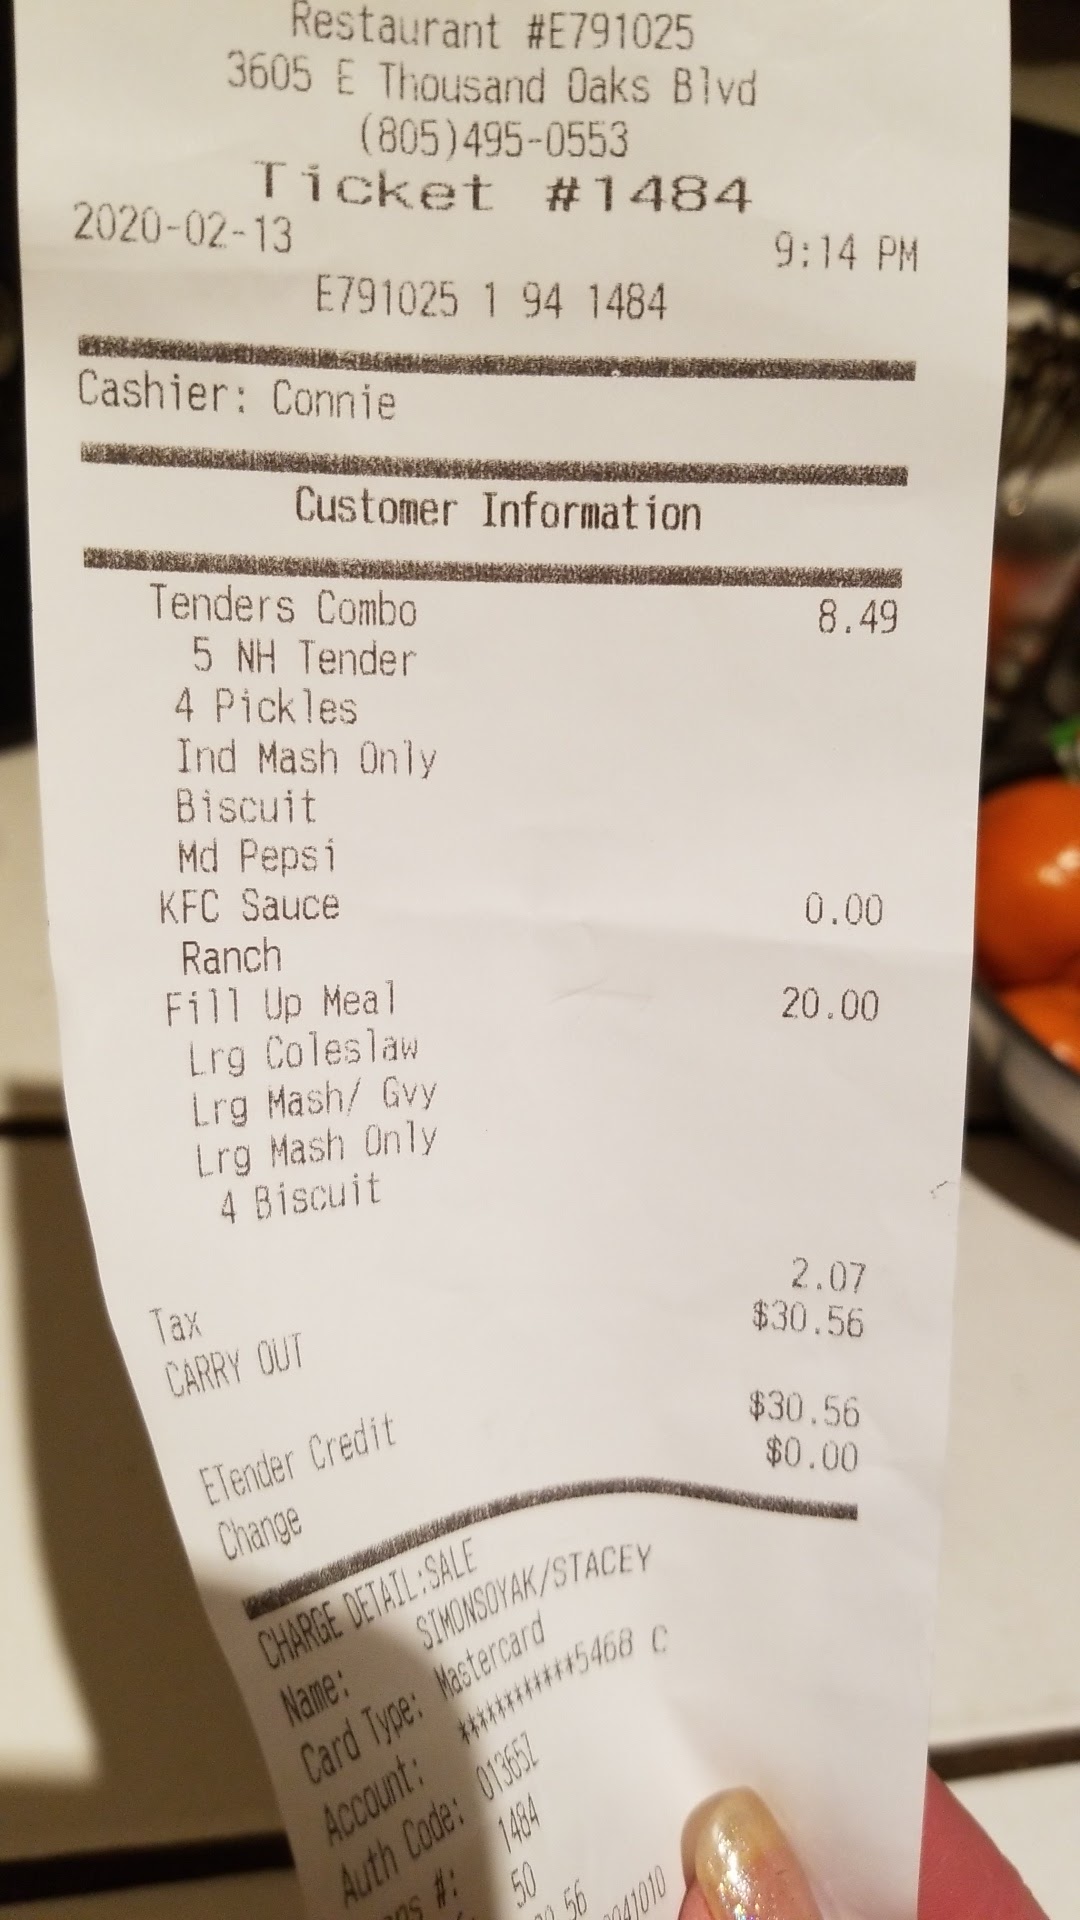 Restaurant #E791025
3605 E Thousand Oaks Blvd
(805)495-0553
Ticket #1484
2020-02-13 9:14 PM
E791025 1 94 1484
Cashier: Connie
Customer Information
Tenders Combo 8.49
5 NH Tender
4 Pickles
Ind Mash Only
Biscuit
Md Pepsi
KFC Sauce 0.00
Ranch
Fill Up Meal 20.00
Lrg Coleslaw
Lrg Mash/ Gvy
Lrg Mash Only
4 Biscuit
Tax 2.07
CARRY OUT $30.56
ETender Credit $30.56
Change $0.00
CHARGE DETAIL:SALE
Name: SIMONSOYAK/STACEY
Card Type: Mastercard
Account: ***********5468 C
Auth Code: 01365Z
#: 1484
50